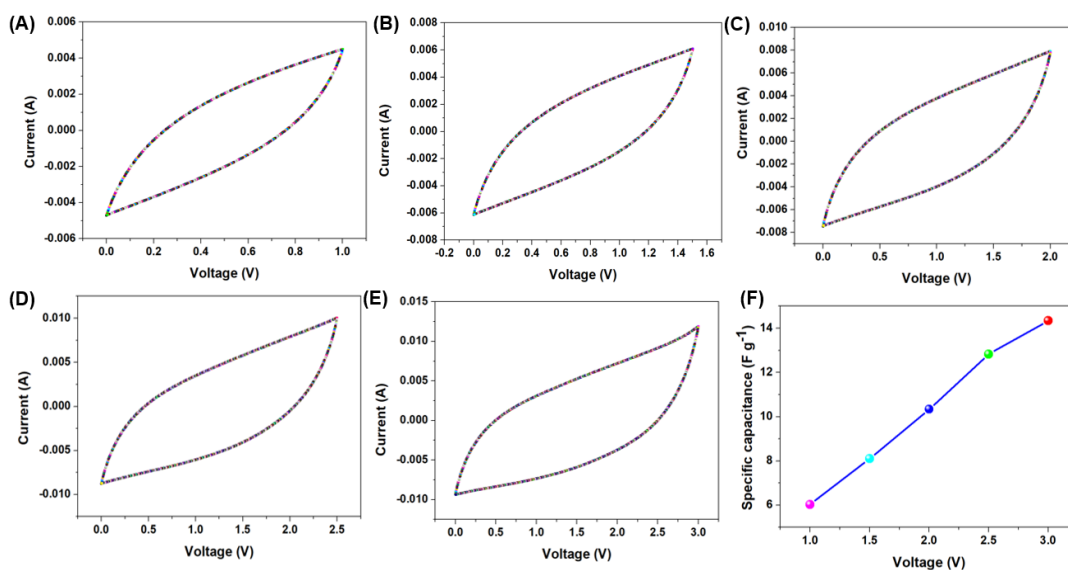 (A)
0.006
0.004
0.002
0.000
-0.002
-0.004
-0.006
Current (A)
0.0 0.2 0.4 0.6 0.8 1.0
Voltage (V)
(B)
0.008
0.006
0.004
0.002
0.000
-0.002
-0.004
-0.006
-0.008
Current (A)
-0.2 0.0 0.2 0.4 0.6 0.8 1.0 1.2 1.4 1.6
Voltage (V)
(C)
0.010
0.008
0.006
0.004
0.002
0.000
-0.002
-0.004
-0.006
-0.008
Current (A)
0.0 0.5 1.0 1.5 2.0
Voltage (V)
(D)
0.010
0.005
0.000
-0.005
-0.010
Current (A)
0.0 0.5 1.0 1.5 2.0 2.5
Voltage (V)
(E)
0.015
0.010
0.005
0.000
-0.005
-0.010
Current (A)
0.0 0.5 1.0 1.5 2.0 2.5 3.0
Voltage (V)
(F)
14
12
10
8
6
Specific capacitance (F g⁻¹)
1.0 1.5 2.0 2.5 3.0
Voltage (V)